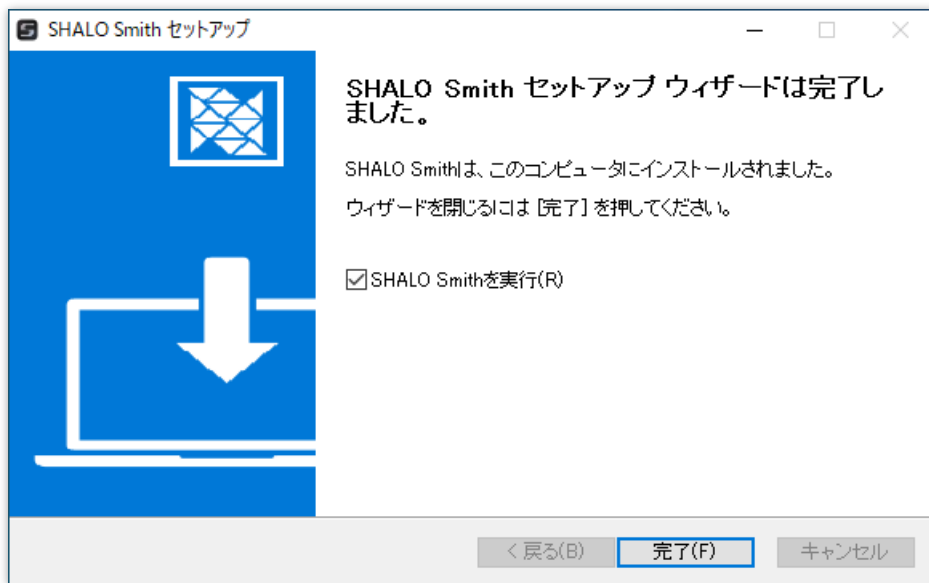 SHALO Smith セットアップ
SHALO Smith セットアップ ウィザードは完了し
ました。
SHALO Smithは、このコンピュータにインストールされました。
ウィザードを閉じるには [完了] を押してください。
SHALO Smithを実行(R)
< 戻る(B)
完了(F)
キャンセル